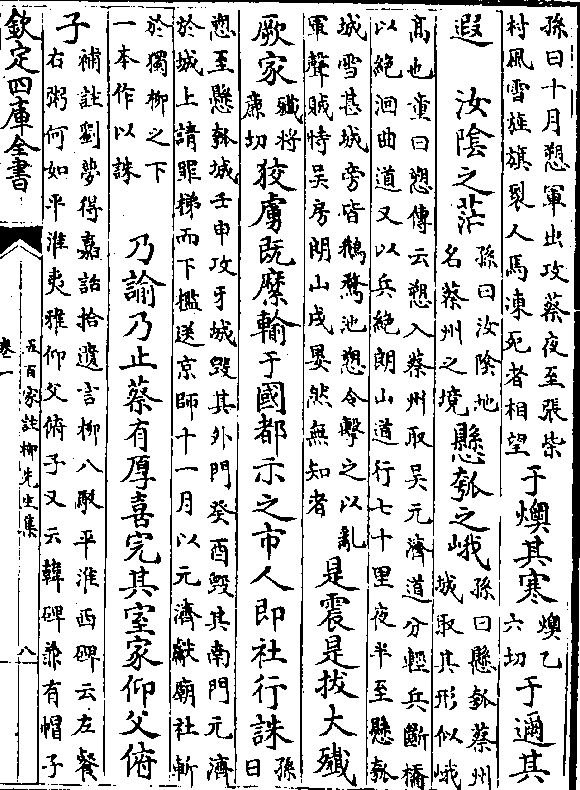 孫曰十月愬軍出攻蔡夜至張柴
村風雪旌旗裂人馬凍死者相望
于燠其寒
燠乙
六切
于邇其
遐 汝陰之茫
孫曰汝陰地
名蔡州之境
懸瓠之峨
孫曰懸瓠蔡州
城取其形似峨
高也童曰愬傳云愬入蔡州取吳元濟道分輕兵斷橋
以絶洄曲道又以兵絶朗山道行七十里夜半至懸瓠
城雪甚城旁皆鵝鶩池愬令擊之以亂
軍聲賊恃吳房朗山戍晏然無知者
是震是拔大殲
厥家
殲將
廉切
狡虜既縻輸于國都示之市人即社行誅
孫
曰
愬至懸瓠城壬申攻牙城毀其外門癸酉毀其南門元濟
於城上請罪梯而下檻送京師十一月以元濟獻廟社斬
於獨柳之下
一本作以誅
乃諭乃止蔡有厚喜完其室家仰父俯
子
補註劉夢得嘉話拾遺言柳八駁平淮西碑云左餐
右粥何如平淮夷雅仰父俯子又云韓碑兼有帽子
欽定四庫全書
卷一
五百家註柳先生集
八